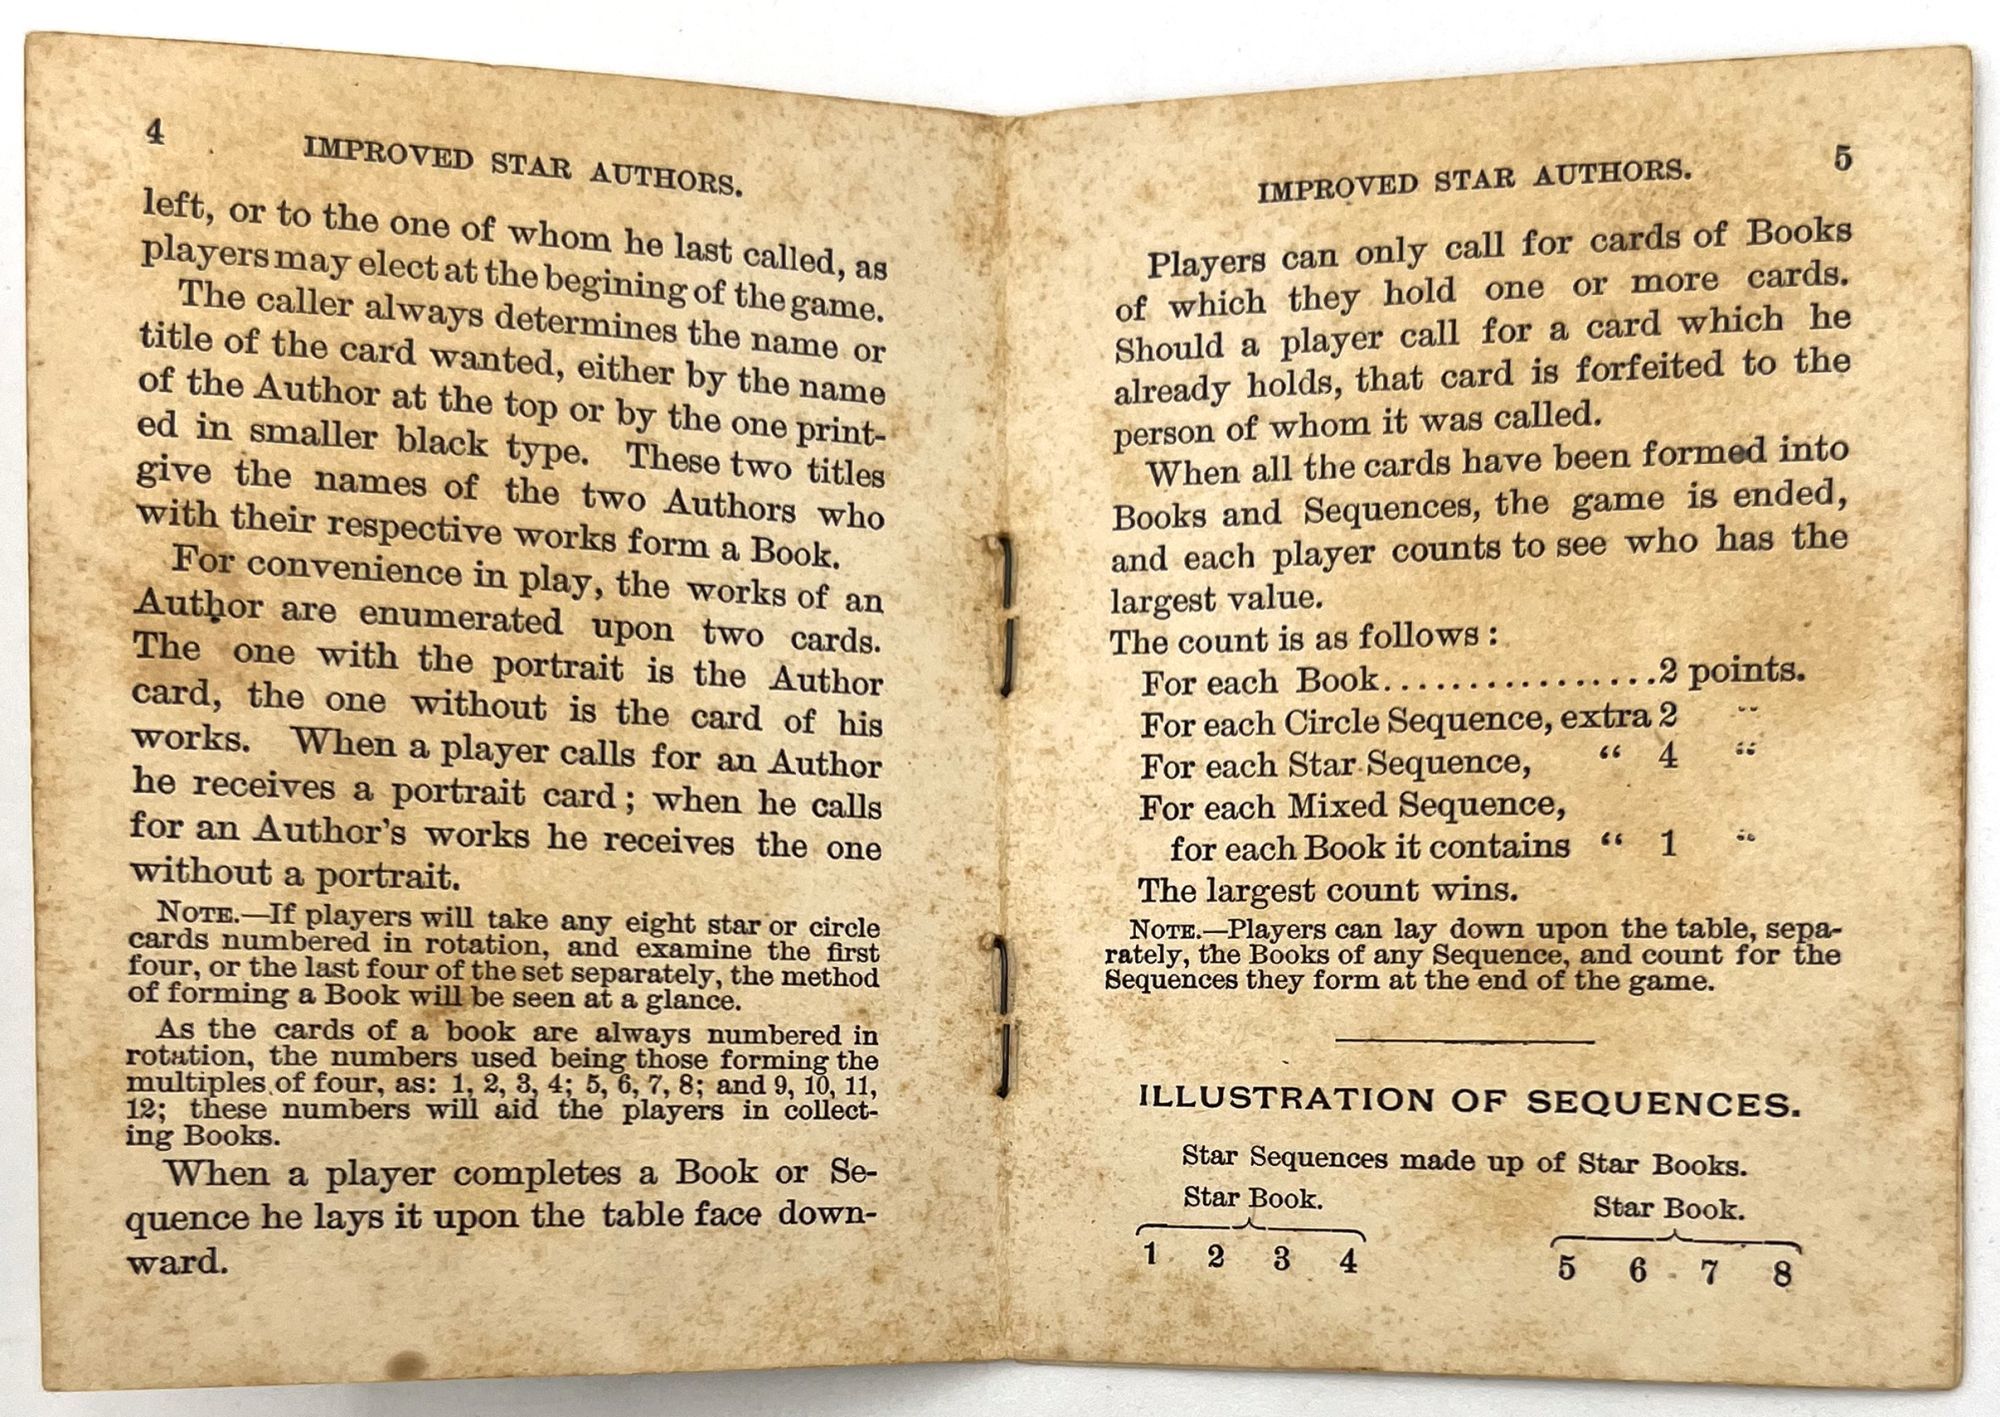 4
IMPROVED STAR AUTHORS.
left, or to the one of whom he last called, as
players may elect at the begining of the game.
The caller always determines the name or
title of the card wanted, either by the name
of the Author at the top or by the one print-
ed in smaller black type. These two titles
give the names of the two Authors who
with their respective works form a Book.
For convenience in play, the works of an
Author are enumerated upon two cards.
The one with the portrait is the Author
card, the one without is the card of his
works. When a player calls for an Author
he receives a portrait card; when he calls
for an Author's works he receives the one
without a portrait.
NOTE.—If players will take any eight star or circle
cards numbered in rotation, and examine the first
four, or the last four of the set separately, the method
of forming a Book will be seen at a glance.
As the cards of a book are always numbered in
rotation, the numbers used being those forming the
multiples of four, as: 1, 2, 3, 4; 5, 6, 7, 8; and 9, 10, 11,
12; these numbers will aid the players in collect-
ing Books.
When a player completes a Book or Se-
quence he lays it upon the table face down-
ward.
IMPROVED STAR AUTHORS. 5
Players can only call for cards of Books
of which they hold one or more cards.
Should a player call for a card which he
already holds, that card is forfeited to the
person of whom it was called.
When all the cards have been formed into
Books and Sequences, the game is ended,
and each player counts to see who has the
largest value.
The count is as follows:
For each Book................2 points.
For each Circle Sequence, extra 2 "
For each Star Sequence, " 4 "
For each Mixed Sequence,
for each Book it contains " 1 "
The largest count wins.
NOTE.—Players can lay down upon the table, sepa-
rately, the Books of any Sequence, and count for the
Sequences they form at the end of the game.
ILLUSTRATION OF SEQUENCES.
Star Sequences made up of Star Books.
Star Book. Star Book.
1 2 3 4 5 6 7 8